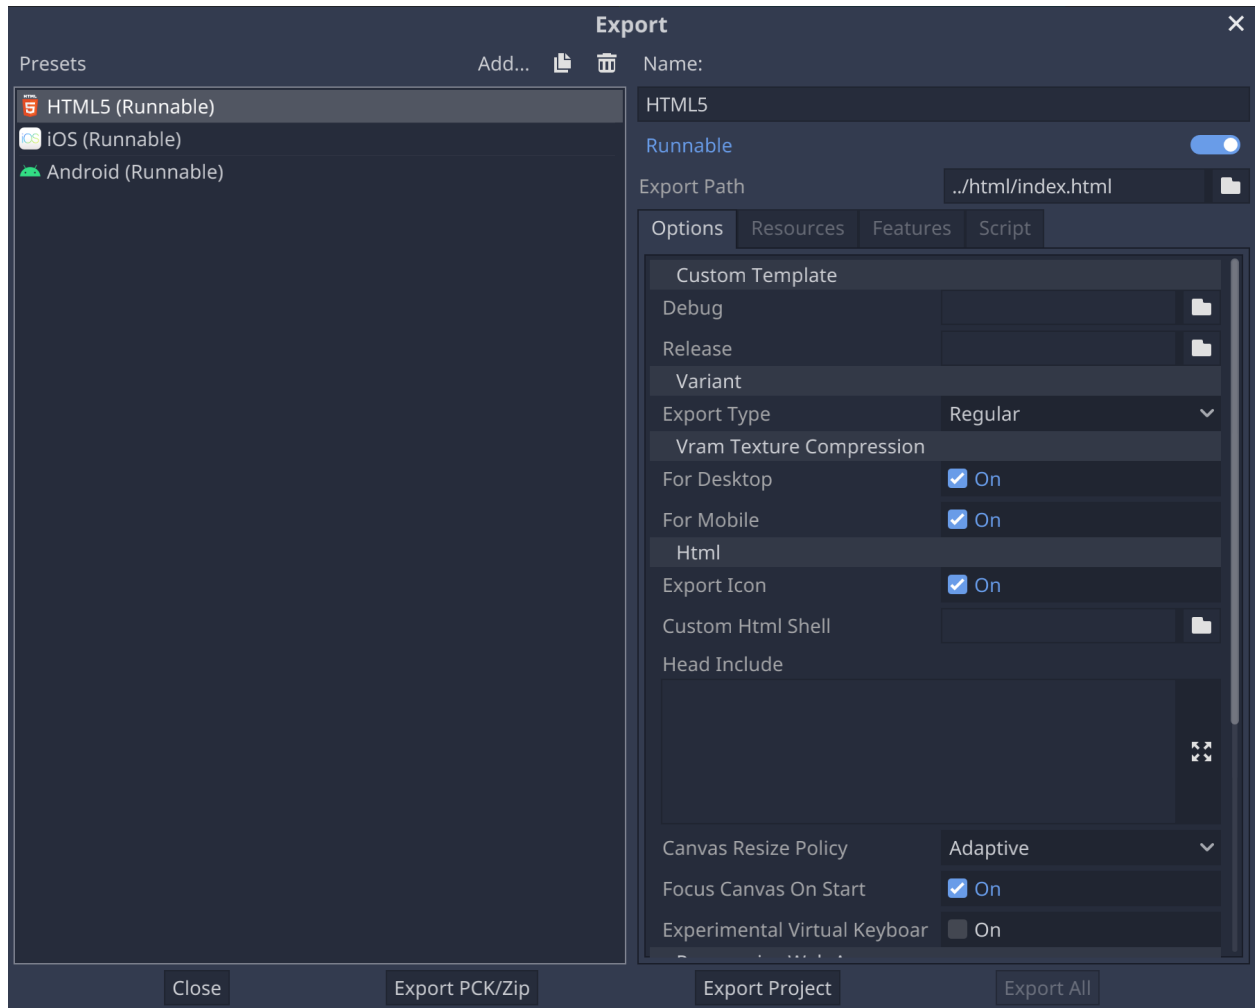 Export
Presets
Add...
Name:
HTML5 (Runnable)
iOS (Runnable)
Android (Runnable)
HTML5
Runnable
Export Path ../html/index.html
Options Resources Features Script
Custom Template
Debug
Release
Variant
Export Type Regular
Vram Texture Compression
For Desktop On
For Mobile On
Html
Export Icon On
Custom Html Shell
Head Include
Canvas Resize Policy Adaptive
Focus Canvas On Start On
Experimental Virtual Keyboar On
Close Export PCK/Zip Export Project Export All